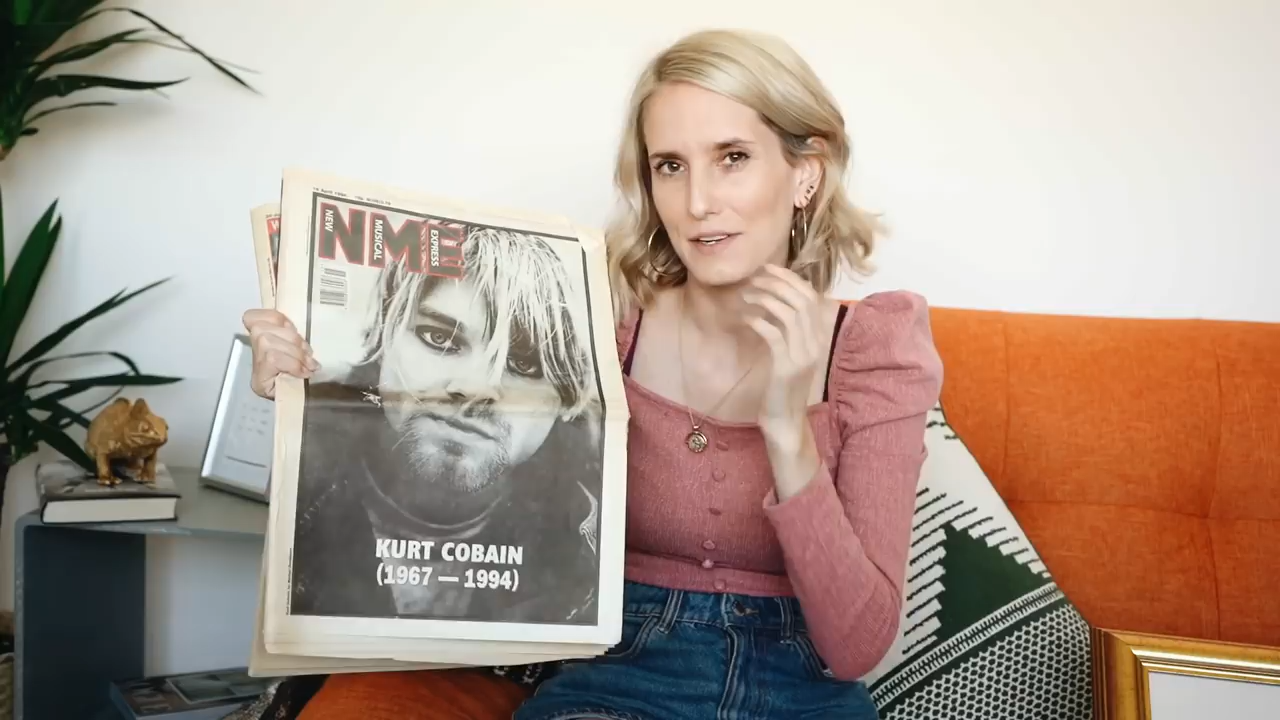 NEW
MUSICAL
EXPRESS
NME
KURT COBAIN
(1967 — 1994)